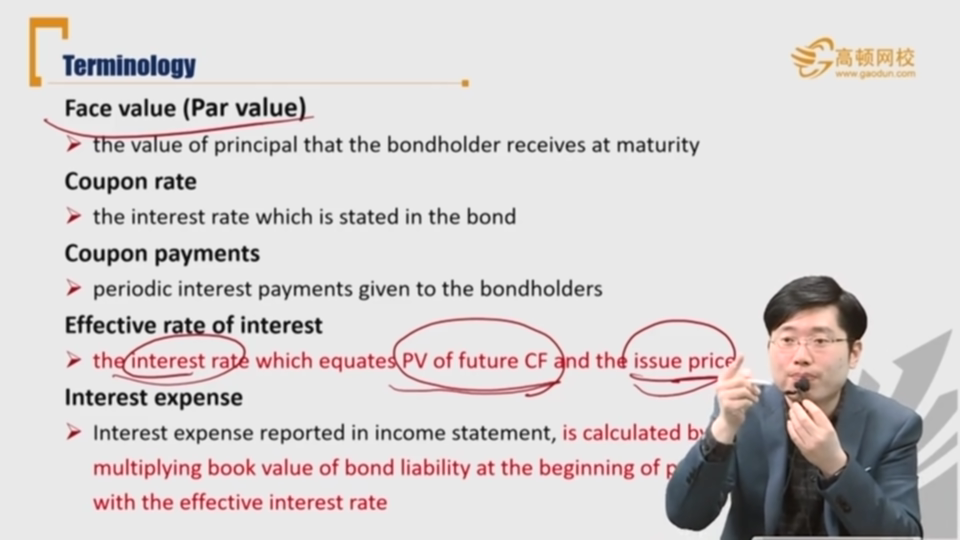 Terminology
高顿网校
www.gaodun.com
Face value (Par value)
the value of principal that the bondholder receives at maturity
Coupon rate
the interest rate which is stated in the bond
Coupon payments
periodic interest payments given to the bondholders
Effective rate of interest
the interest rate which equates PV of future CF and the issue price
Interest expense
Interest expense reported in income statement, is calculated by
multiplying book value of bond liability at the beginning of
with the effective interest rate